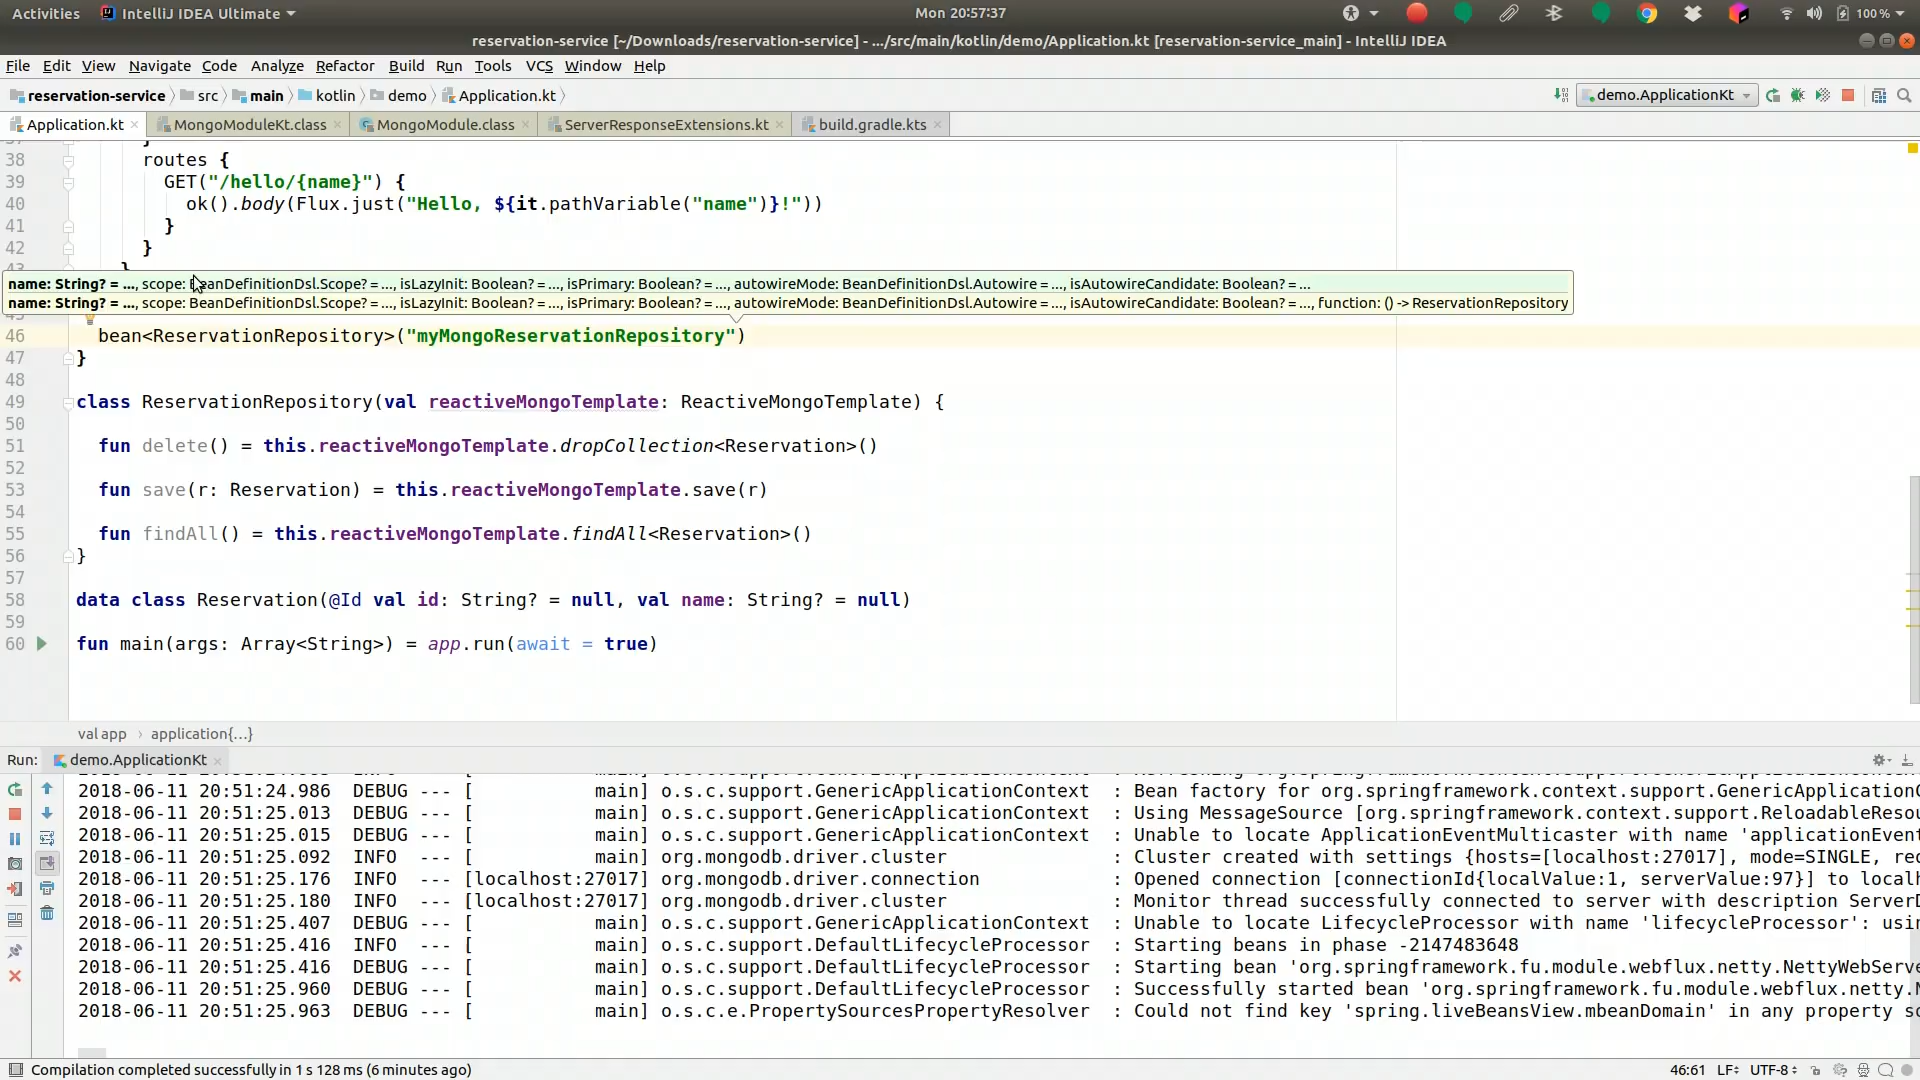 Activities IntelliJ IDEA Ultimate Mon 20:57:37 100 %
reservation-service [~/Downloads/reservation-service] - .../src/main/kotlin/demo/Application.kt [reservation-service_main] - IntelliJ IDEA
File Edit View Navigate Code Analyze Refactor Build Run Tools VCS Window Help
reservation-service src main kotlin demo Application.kt demo.ApplicationKt
Application.kt MongoModuleKt.class MongoModule.class ServerResponseExtensions.kt build.gradle.kts
37 }
38 routes {
39 GET("/hello/{name}") {
40 ok().body(Flux.just("Hello, ${it.pathVariable("name")}!"))
41 }
42 }
43 }
name: String? = ..., scope: BeanDefinitionDsl.Scope? = ..., isLazyInit: Boolean? = ..., isPrimary: Boolean? = ..., autowireMode: BeanDefinitionDsl.Autowire = ..., isAutowireCandidate: Boolean? = ...
name: String? = ..., scope: BeanDefinitionDsl.Scope? = ..., isLazyInit: Boolean? = ..., isPrimary: Boolean? = ..., autowireMode: BeanDefinitionDsl.Autowire = ..., isAutowireCandidate: Boolean? = ..., function: () -> ReservationRepository
45
46 bean<ReservationRepository>("myMongoReservationRepository")
47 }
48
49 class ReservationRepository(val reactiveMongoTemplate: ReactiveMongoTemplate) {
50
51 fun delete() = this.reactiveMongoTemplate.dropCollection<Reservation>()
52
53 fun save(r: Reservation) = this.reactiveMongoTemplate.save(r)
54
55 fun findAll() = this.reactiveMongoTemplate.findAll<Reservation>()
56 }
57
58 data class Reservation(@Id val id: String? = null, val name: String? = null)
59
60 fun main(args: Array<String>) = app.run(await = true)
val app › application{...}
Run: demo.ApplicationKt
2018-06-11 20:51:24.986 DEBUG --- [ main] o.s.c.support.GenericApplicationContext : Bean factory for org.springframework.context.support.GenericApplicationC
2018-06-11 20:51:25.013 DEBUG --- [ main] o.s.c.support.GenericApplicationContext : Using MessageSource [org.springframework.context.support.ReloadableResou
2018-06-11 20:51:25.015 DEBUG --- [ main] o.s.c.support.GenericApplicationContext : Unable to locate ApplicationEventMulticaster with name 'applicationEvent
2018-06-11 20:51:25.092 INFO --- [ main] org.mongodb.driver.cluster : Cluster created with settings {hosts=[localhost:27017], mode=SINGLE, req
2018-06-11 20:51:25.176 INFO --- [localhost:27017] org.mongodb.driver.connection : Opened connection [connectionId{localValue:1, serverValue:97}] to localh
2018-06-11 20:51:25.180 INFO --- [localhost:27017] org.mongodb.driver.cluster : Monitor thread successfully connected to server with description ServerD
2018-06-11 20:51:25.407 DEBUG --- [ main] o.s.c.support.GenericApplicationContext : Unable to locate LifecycleProcessor with name 'lifecycleProcessor': usin
2018-06-11 20:51:25.416 INFO --- [ main] o.s.c.support.DefaultLifecycleProcessor : Starting beans in phase -2147483648
2018-06-11 20:51:25.416 DEBUG --- [ main] o.s.c.support.DefaultLifecycleProcessor : Starting bean 'org.springframework.fu.module.webflux.netty.NettyWebServe
2018-06-11 20:51:25.960 DEBUG --- [ main] o.s.c.support.DefaultLifecycleProcessor : Successfully started bean 'org.springframework.fu.module.webflux.netty.N
2018-06-11 20:51:25.963 DEBUG --- [ main] o.s.c.e.PropertySourcesPropertyResolver : Could not find key 'spring.liveBeansView.mbeanDomain' in any property so
Compilation completed successfully in 1 s 128 ms (6 minutes ago) 46:61 LF÷ UTF-8